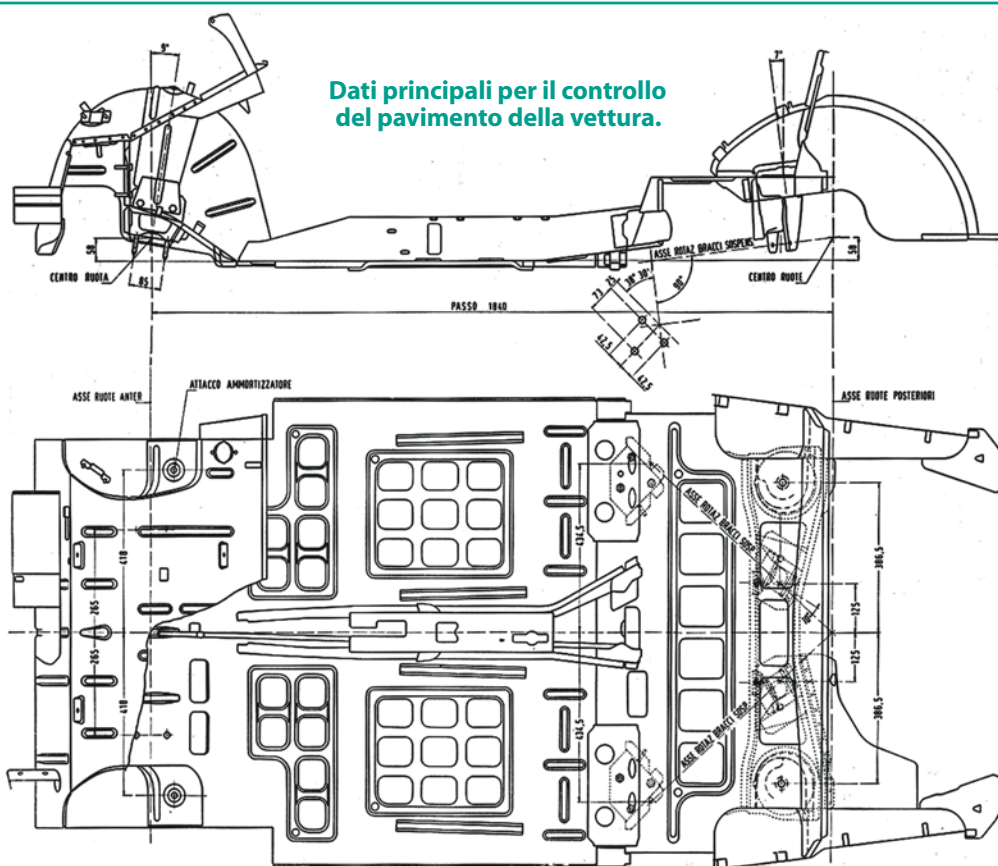 9°
7°
Dati principali per il controllo
del pavimento della vettura.
58
CENTRO RUOTA
85
ASSE ROTAZ BRACCI SOSPENS
58
CENTRO RUOTE
73
25
38° 30'
90°
42,5
42,5
PASSO 1840
ASSE RUOTE ANTER
ATTACCO AMMORTIZZATORE
ASSE RUOTE POSTERIORI
ASSE ROTAZ BRACCI SOSP.
434,5
418
265
386,5
125
265
125
418
434,5
386,5
ASSE ROTAZ BRACCI SOSP.